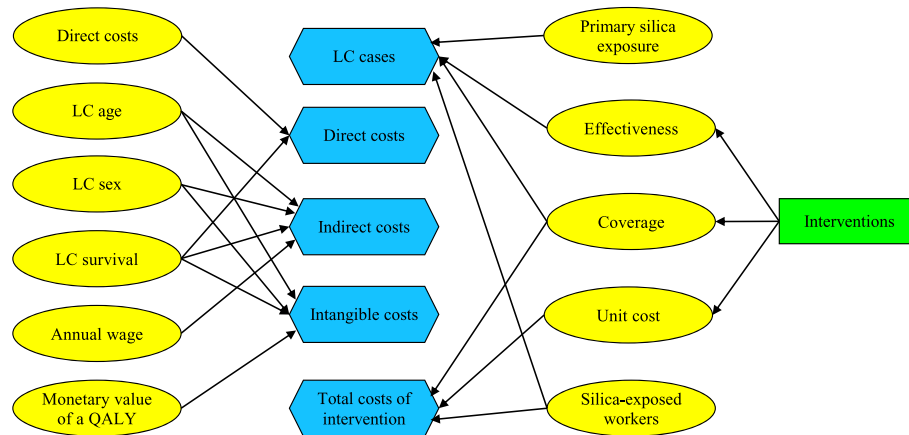 Direct costs
LC age
LC sex
LC survival
Annual wage
Monetary value
of a QALY
LC cases
Direct costs
Indirect costs
Intangible costs
Total costs of
intervention
Primary silica
exposure
Effectiveness
Coverage
Unit cost
Silica-exposed
workers
Interventions